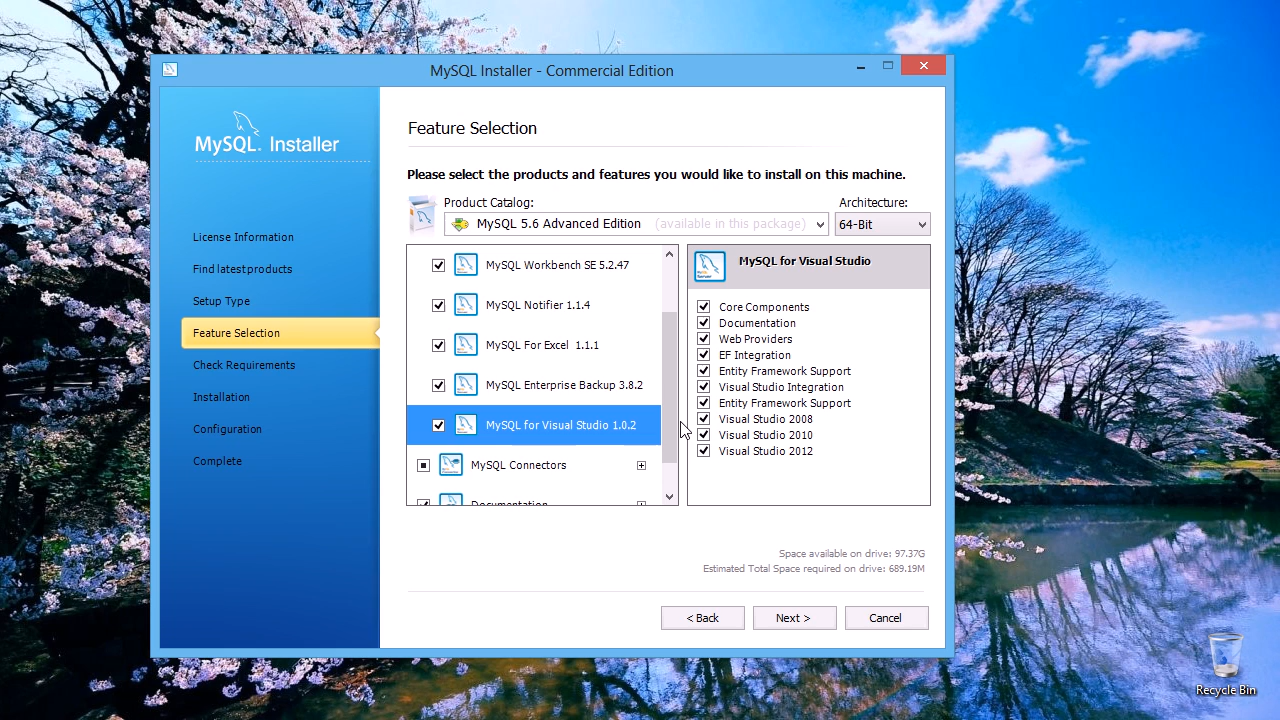 MySQL Installer - Commercial Edition
MySQL Installer
License Information
Find latest products
Setup Type
Feature Selection
Check Requirements
Installation
Configuration
Complete
Feature Selection
Please select the products and features you would like to install on this machine.
Product Catalog:
MySQL 5.6 Advanced Edition (available in this package)
Architecture:
64-Bit
MySQL Workbench SE 5.2.47
MySQL Notifier 1.1.4
MySQL For Excel 1.1.1
MySQL Enterprise Backup 3.8.2
MySQL for Visual Studio 1.0.2
MySQL Connectors
Documentation
MySQL for Visual Studio
Core Components
Documentation
Web Providers
EF Integration
Entity Framework Support
Visual Studio Integration
Entity Framework Support
Visual Studio 2008
Visual Studio 2010
Visual Studio 2012
Space available on drive: 97.37G
Estimated Total Space required on drive: 689.19M
< Back
Next >
Cancel
Recycle Bin